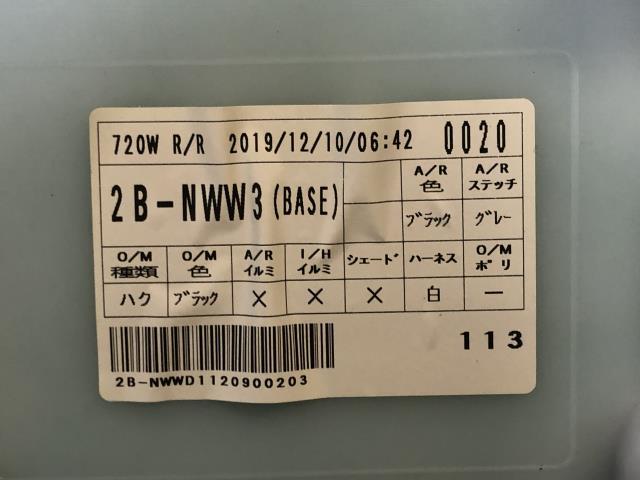 720W R/R 2019/12/10/06:42 0020
2B-NWW3(BASE)
A/R 色
A/R ステッチ
ブラック グレー
O/M 種類
O/M 色
A/R イルミ
I/H イルミ
シェード
ハーネス
O/M ポリ
ハク ブラック × × × 白 ー
2B-NWWD1120900203
113